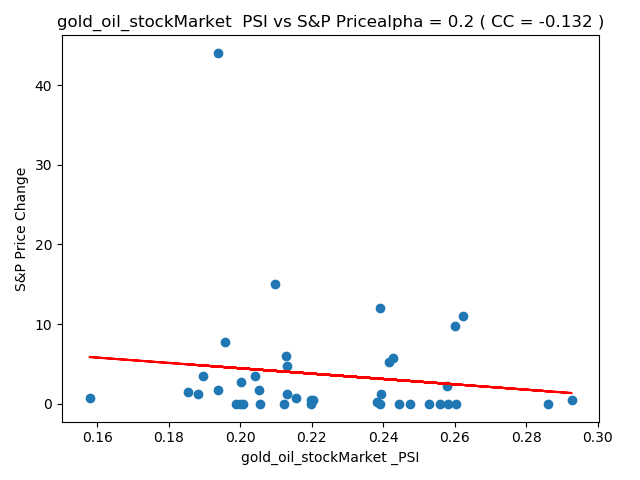 gold_oil_stockMarket  PSI vs S&P Pricealpha = 0.2 ( CC = -0.132 )
S&P Price Change
40
30
20
10
0
0.16 0.18 0.20 0.22 0.24 0.26 0.28 0.30
gold_oil_stockMarket _PSI